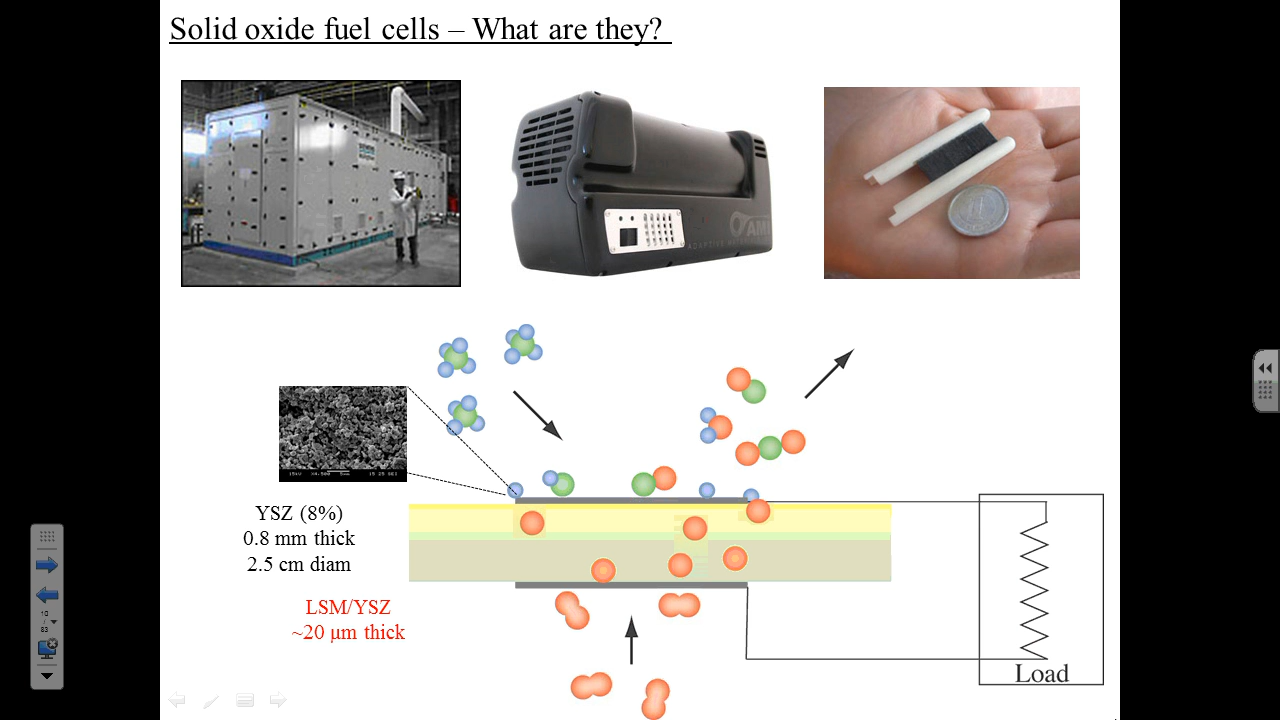 Solid oxide fuel cells – What are they?
AMI
YSZ (8%)
0.8 mm thick
2.5 cm diam
LSM/YSZ
~20 μm thick
Load